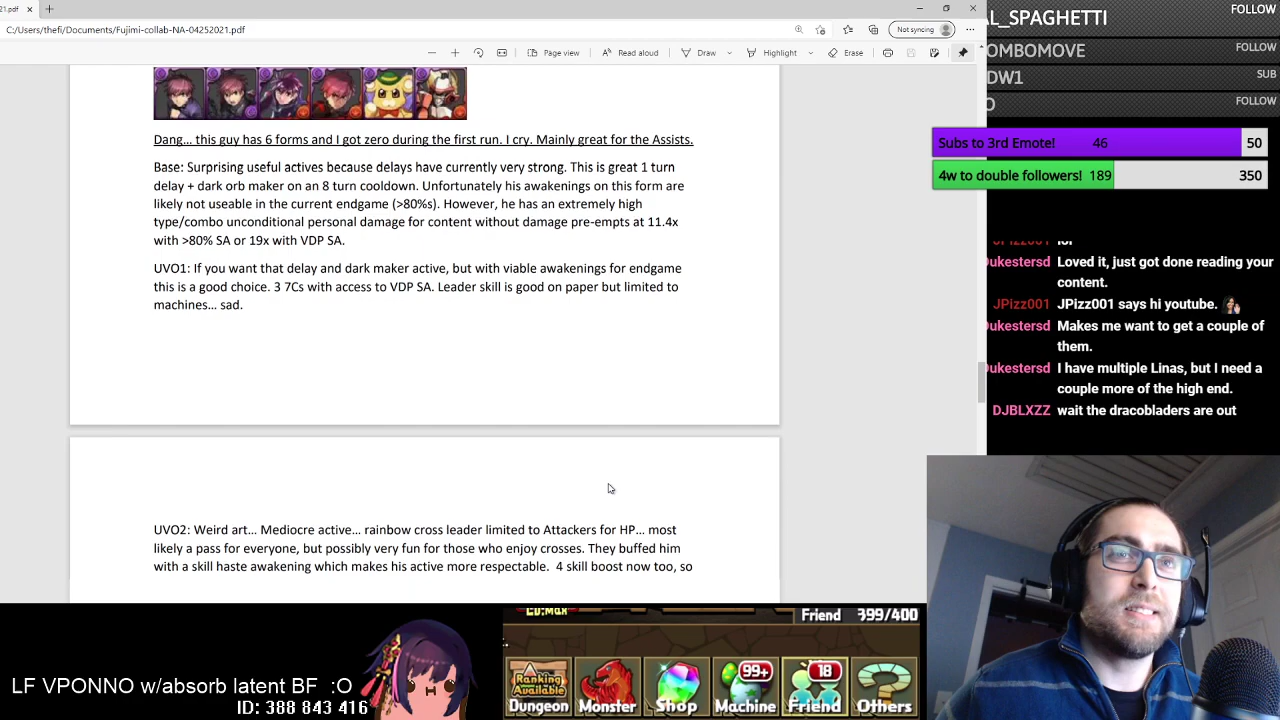 21.pdf
C:/Users/thefi/Documents/Fujimi-collab-NA-04252021.pdf
Not syncing
Page view
Read aloud
Draw
Highlight
Erase
Dang… this guy has 6 forms and I got zero during the first run. I cry. Mainly great for the Assists.
Base: Surprising useful actives because delays have currently very strong. This is great 1 turn
delay + dark orb maker on an 8 turn cooldown. Unfortunately his awakenings on this form are
likely not useable in the current endgame (>80%s). However, he has an extremely high
type/combo unconditional personal damage for content without damage pre-empts at 11.4x
with >80% SA or 19x with VDP SA.
UVO1: If you want that delay and dark maker active, but with viable awakenings for endgame
this is a good choice. 3 7Cs with access to VDP SA. Leader skill is good on paper but limited to
machines… sad.
UVO2: Weird art… Mediocre active… rainbow cross leader limited to Attackers for HP… most
likely a pass for everyone, but possibly very fun for those who enjoy crosses. They buffed him
with a skill haste awakening which makes his active more respectable.  4 skill boost now too, so
AL_SPAGHETTI FOLLOW
OMBOMOVE FOLLOW
DW1 SUB
O FOLLOW
Subs to 3rd Emote! 46 50
4w to double followers! 189 350
Dukestersd Loved it, just got done reading your
content.
JPizz001 JPizz001 says hi youtube.
Dukestersd Makes me want to get a couple of
them.
Dukestersd I have multiple Linas, but I need a
couple more of the high end.
DJBLXZZ wait the dracobladers are out
LF VPONNO w/absorb latent BF :O
ID: 388 843 416
Friend 399/400
Ranking
Available
99+
18
Dungeon
Monster
Shop
Machine
Friend
Others